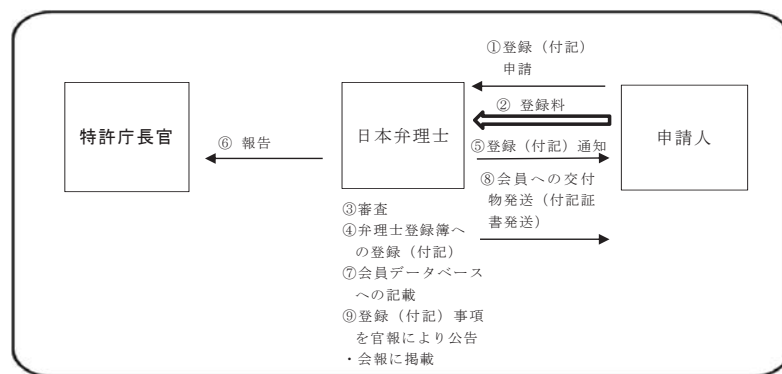 ①登録（付記）
申請
② 登録料
特許庁長官
⑥ 報告
日本弁理士
⑤登録（付記）通知
申請人
⑧会員への交付
物発送（付記証
書発送）
③審査
④弁理士登録簿へ
の登録（付記）
⑦会員データベース
への記載
⑨登録（付記）事項
を官報により公告
・会報に掲載